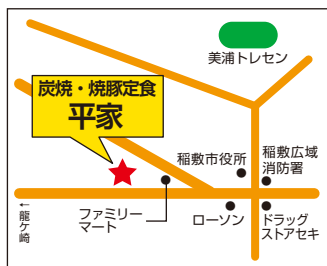 美浦トレセン
炭焼・焼豚定食
平家
稲敷市役所
稲敷広域
消防署
←龍ケ崎
ファミリー
マート
ローソン
ドラッグ
ストアセキ